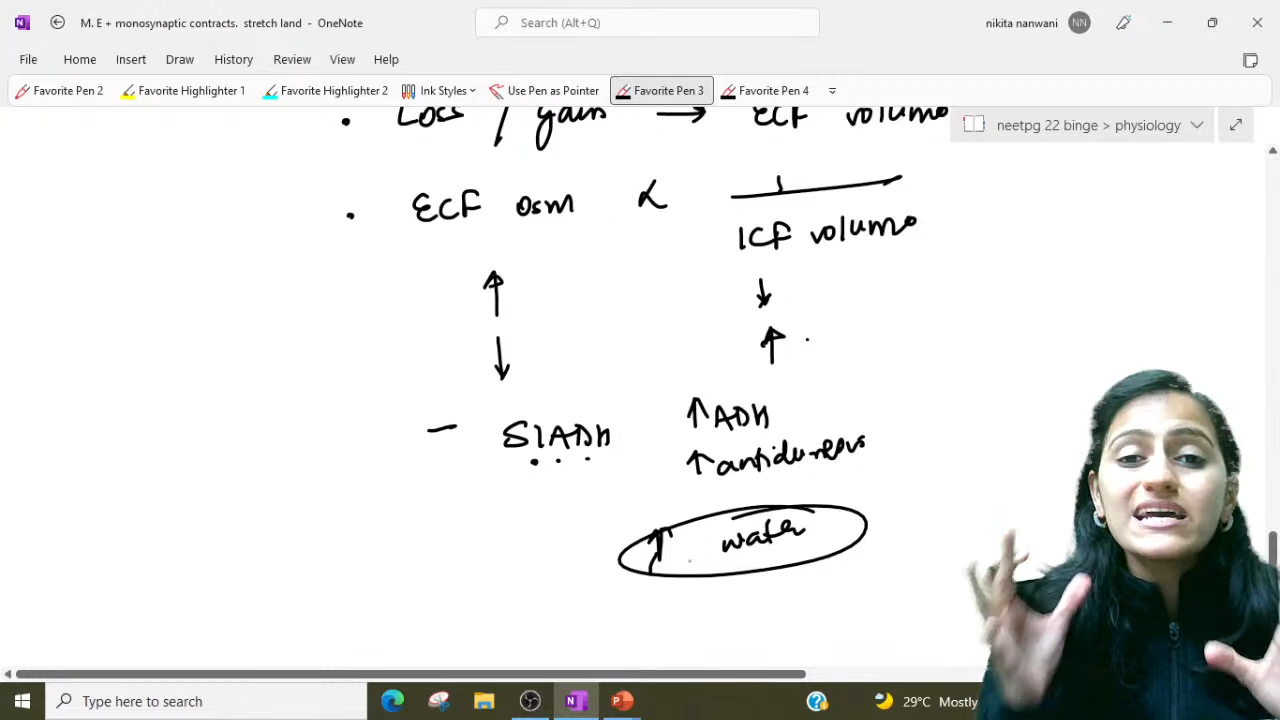 M. E + monosynaptic contracts. stretch land - OneNote
Search (Alt+Q)
nikita nanwani
NN
File Home Insert Draw History Review View Help
Favorite Pen 2 Favorite Highlighter 1 Favorite Highlighter 2 Ink Styles Use Pen as Pointer Favorite Pen 3 Favorite Pen 4
neetpg 22 binge > physiology
. Loss / gain → ECF volume
. ECF osm α 1
ICF volume
↑ ↓
↓ ↑
- SIADH ↑ADH
↑antidiuresis
↑ water
Type here to search
29°C Mostly